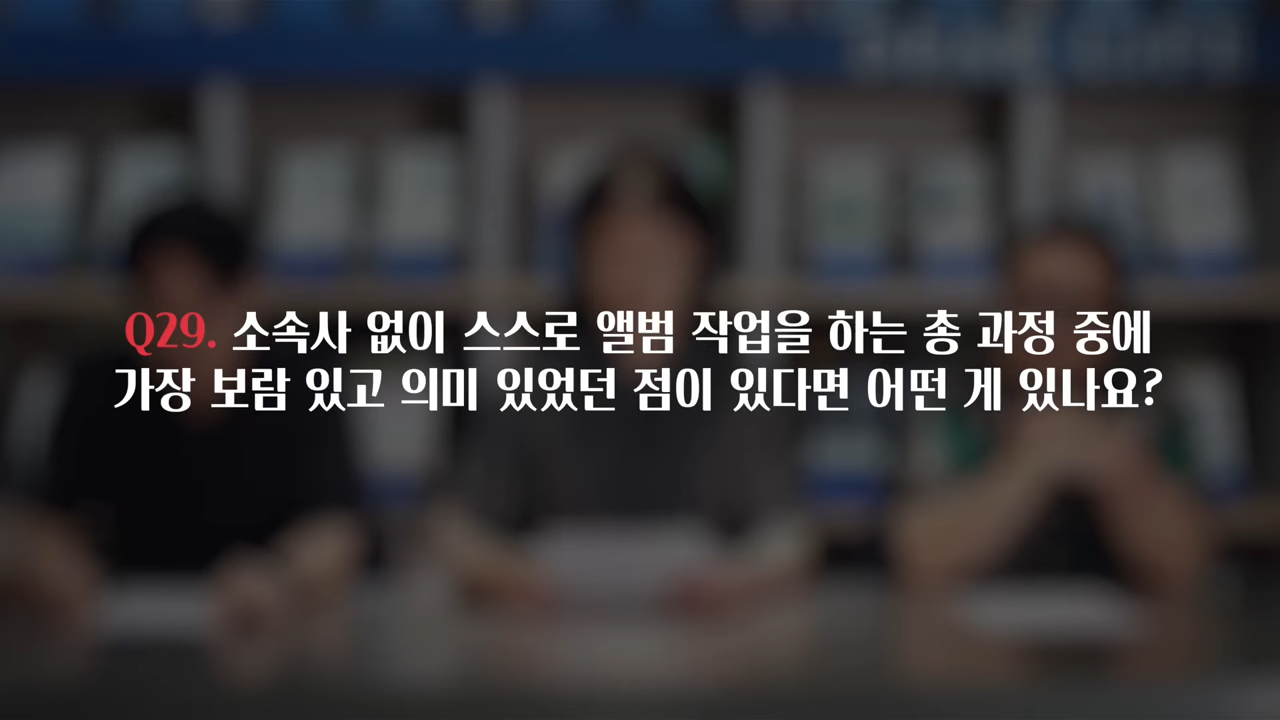 Q29. 소속사 없이 스스로 앨범 작업을 하는 총 과정 중에
가장 보람 있고 의미 있었던 점이 있다면 어떤 게 있나요?